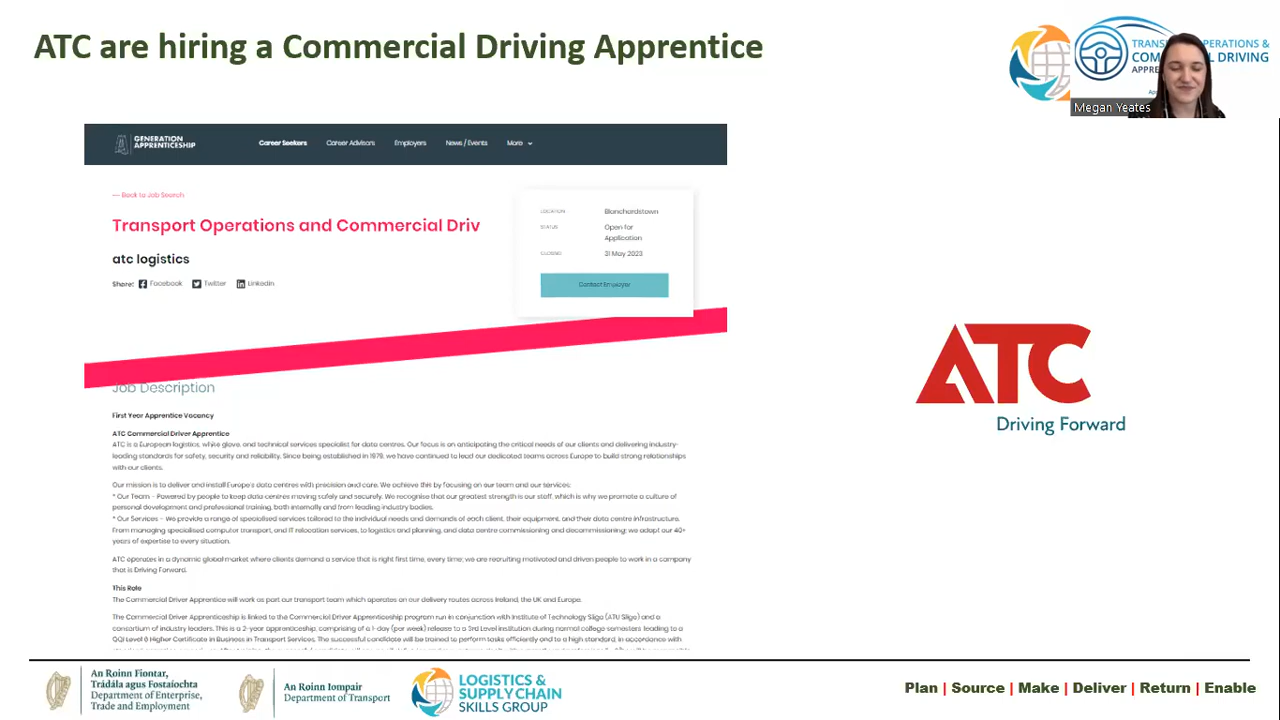 ATC are hiring a Commercial Driving Apprentice
TRANS OPERATIONS &
COM L DRIVING
APPRE
Megan Yeates
GENERATION
APPRENTICESHIP
Career Seekers Career Advisors Employers News / Events More
Back to Job Search
Transport Operations and Commercial Driv
atc logistics
Share: Facebook Twitter LinkedIn
LOCATION Blanchardstown
STATUS Open for
Application
CLOSING 31 May 2023
Contact Employer
Job Description
First Year Apprentice Vacancy
ATC Commercial Driver Apprentice
ATC is a European logistics, white glove, and technical services specialist for data centres. Our focus is on anticipating the critical needs of our clients and delivering industry-
leading standards for safety, security and reliability. Since being established in 1979, we have continued to lead our dedicated teams across Europe to build strong relationships
with our clients.
Our mission is to deliver and install Europe's data centres with precision and care. We achieve this by focusing on our team and our services:
* Our Team - Powered by people to keep data centres moving safely and securely. We recognise that our greatest strength is our staff, which is why we promote a culture of
personal development and professional training, both internally and from leading industry bodies.
* Our Services - We provide a range of specialised services tailored to the individual needs and demands of each client, their equipment, and their data centre infrastructure.
From managing specialised computer transport, and IT relocation services, to logistics and planning, and data centre commissioning and decommissioning; we adapt our 40+
years of expertise to every situation.
ATC operates in a dynamic global market where clients demand a service that is right first time, every time; we are recruiting motivated and driven people to work in a company
that is Driving Forward.
This Role
The Commercial Driver Apprentice will work as part our transport team which operates on our delivery routes across Ireland, the UK and Europe.
The Commercial Driver Apprenticeship is linked to the Commercial Driver Apprenticeship program run in conjunction with Institute of Technology Sligo (ATU Sligo) and a
consortium of industry leaders. This is a 2-year apprenticeship, comprising of a 1-day (per week) release to a 3rd Level institution during normal college semesters leading to a
QQI Level 6 Higher Certificate in Business in Transport Services. The successful candidate will be trained to perform tasks efficiently and to a high standard, in accordance
ATC
Driving Forward
An Roinn Fiontar,
Trádála agus Fostaíochta
Department of Enterprise,
Trade and Employment
An Roinn Iompair
Department of Transport
LOGISTICS &
SUPPLY CHAIN
SKILLS GROUP
Plan | Source | Make | Deliver | Return | Enable